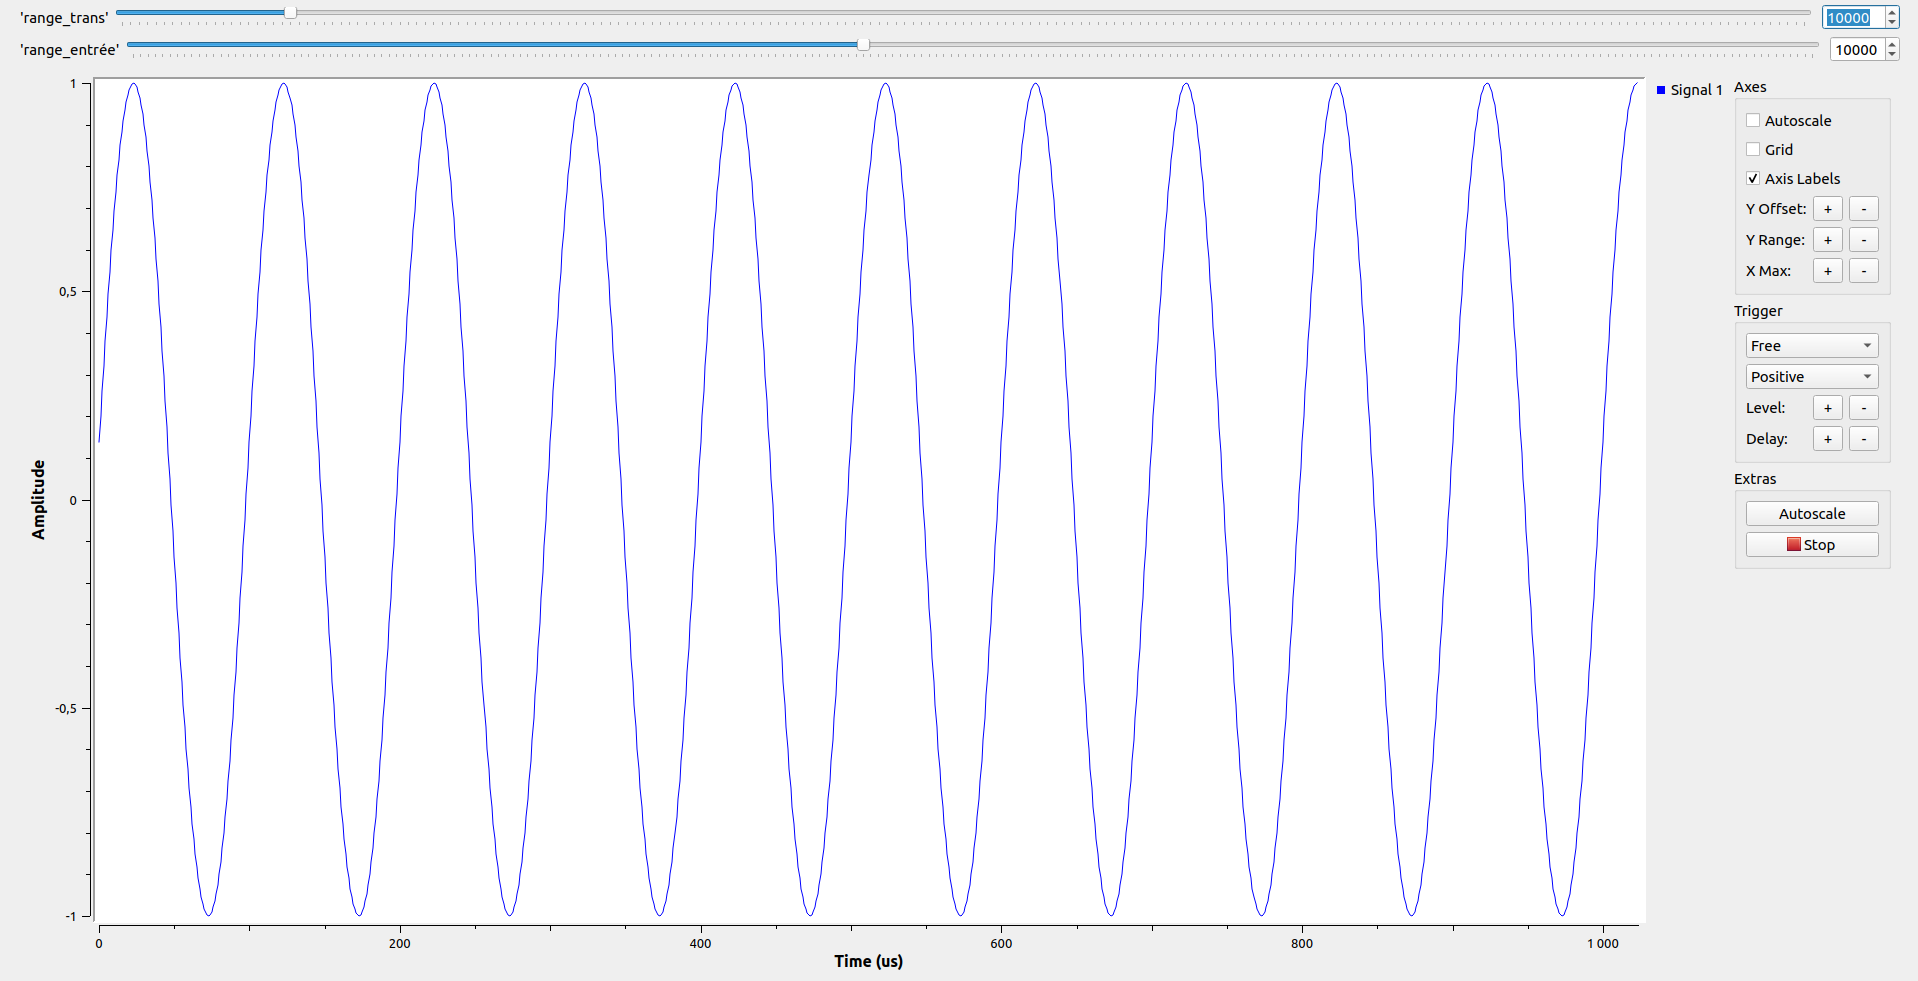 'range_trans' 10000
'range_entrée' 10000
Signal 1
Axes
Autoscale
Grid
Axis Labels
Y Offset: + -
Y Range: + -
X Max: + -
Trigger
Free
Positive
Level: + -
Delay: + -
Extras
Autoscale
Stop
Amplitude
1
0,5
0
-0,5
-1
0 200 400 600 800 1 000
Time (us)